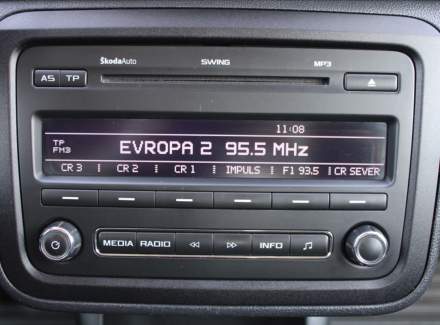 ŠkodaAuto SWING MP3
AS TP
11:08
TP
FM3 EVROPA 2 95.5 MHz
CR 3 CR 2 CR 1 IMPULS F1 93.5 CR SEVER
MEDIA RADIO INFO